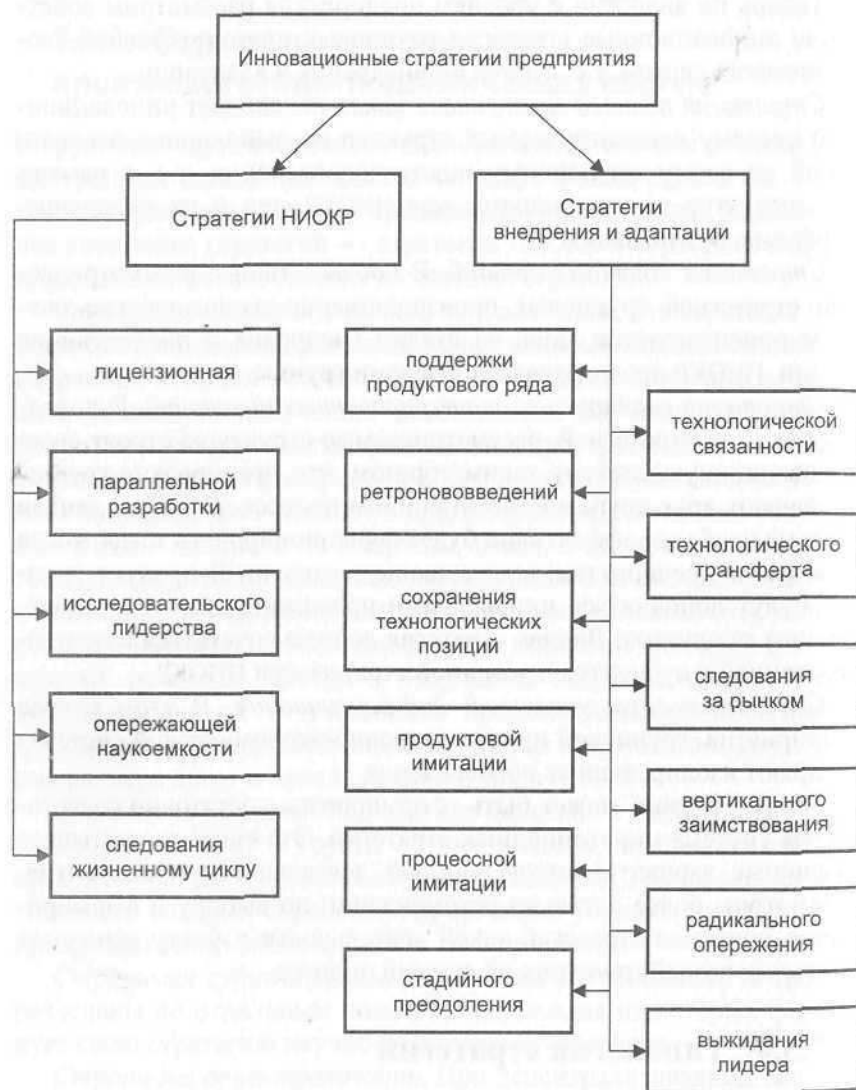 Инновационные стратегии предприятия
Стратегии НИОКР
Стратегии
внедрения и адаптации
лицензионная
параллельной
разработки
исследовательского
лидерства
опережающей
наукоемкости
следования
жизненному циклу
поддержки
продуктового ряда
ретронововведений
сохранения
технологических
позиций
продуктовой
имитации
процессной
имитации
стадийного
преодоления
технологической
связанности
технологического
трансферта
следования
за рынком
вертикального
заимствования
радикального
опережения
выжидания
лидера